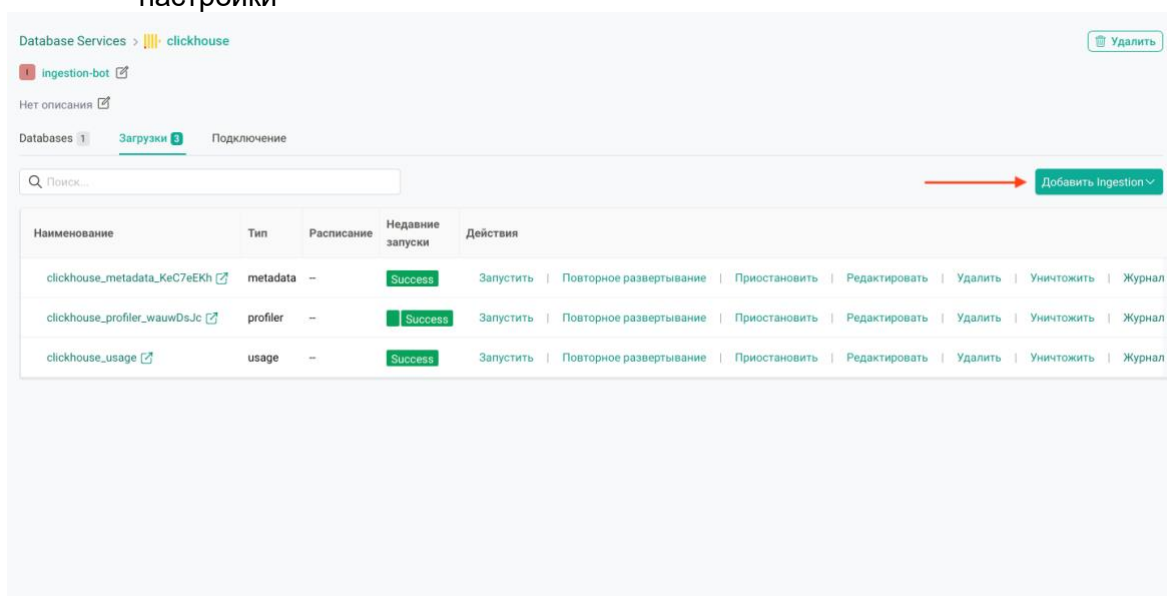 настройки
Database Services > clickhouse
Удалить
I ingestion-bot
Нет описания
Databases 1 Загрузки 3 Подключение
Поиск...
Добавить Ingestion
Наименование Тип Расписание Недавние запуски Действия
clickhouse_metadata_KeC7eEKh metadata -- Success Запустить | Повторное развертывание | Приостановить | Редактировать | Удалить | Уничтожить | Журнал
clickhouse_profiler_wauwDsJc profiler -- Success Запустить | Повторное развертывание | Приостановить | Редактировать | Удалить | Уничтожить | Журнал
clickhouse_usage usage -- Success Запустить | Повторное развертывание | Приостановить | Редактировать | Удалить | Уничтожить | Журнал